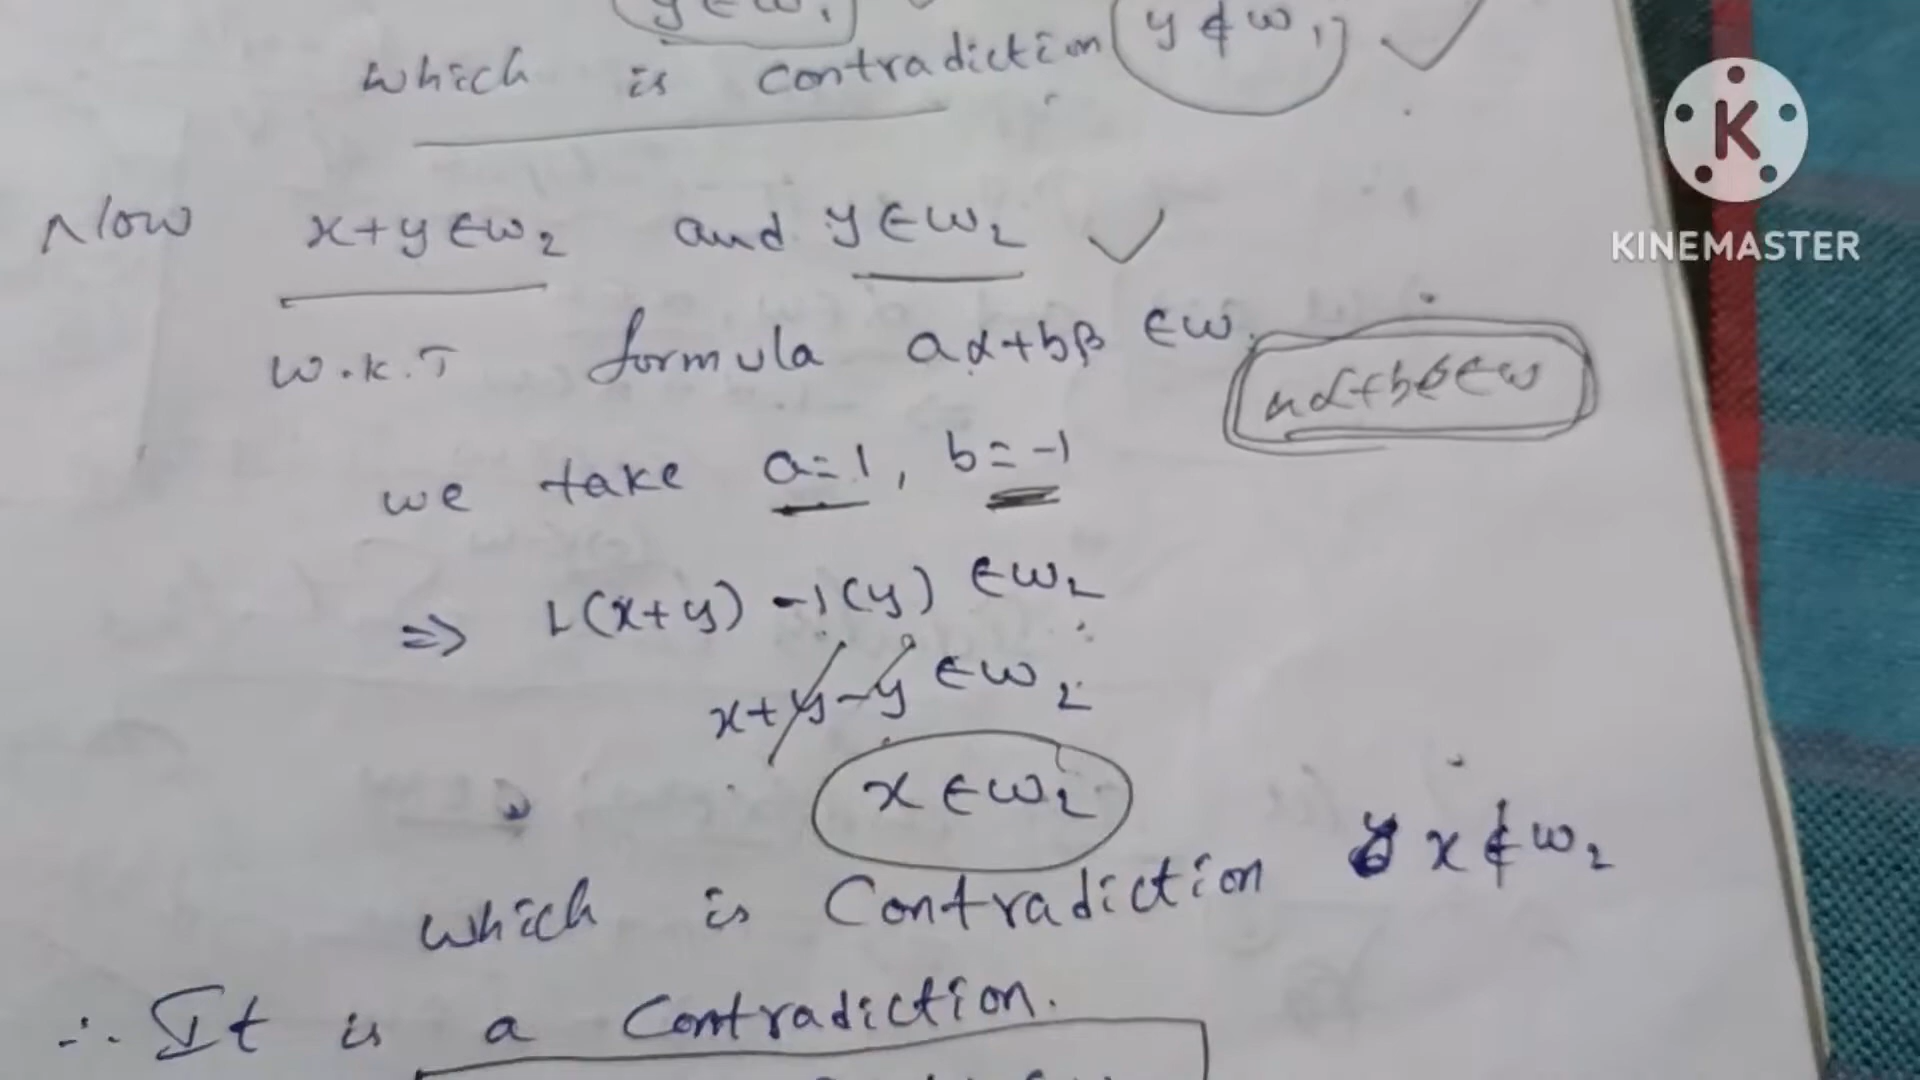 y ∈ w₁
which is contradiction y ∉ w₁
Now x+y ∈ w₂ and y ∈ w₂
W.K.T formula aα+bβ ∈ w.
aα+bβ ∈ w
we take a=1, b=-1
⇒ 1(x+y) -1(y) ∈ w₂
x+y-y ∈ w₂
x ∈ w₂
which is Contradiction x ∉ w₂
∴ It is a Contradiction.
K
KINEMASTER